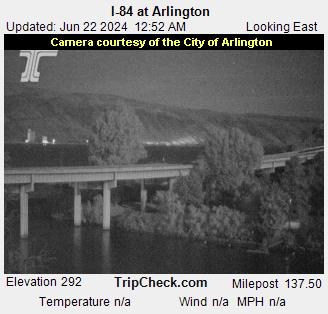 I-84 at Arlington
Updated: Jun 22 2024 12:52 AM Looking East
Camera courtesy of the City of Arlington
Elevation 292 TripCheck.com Milepost 137.50
Temperature n/a Wind n/a MPH n/a